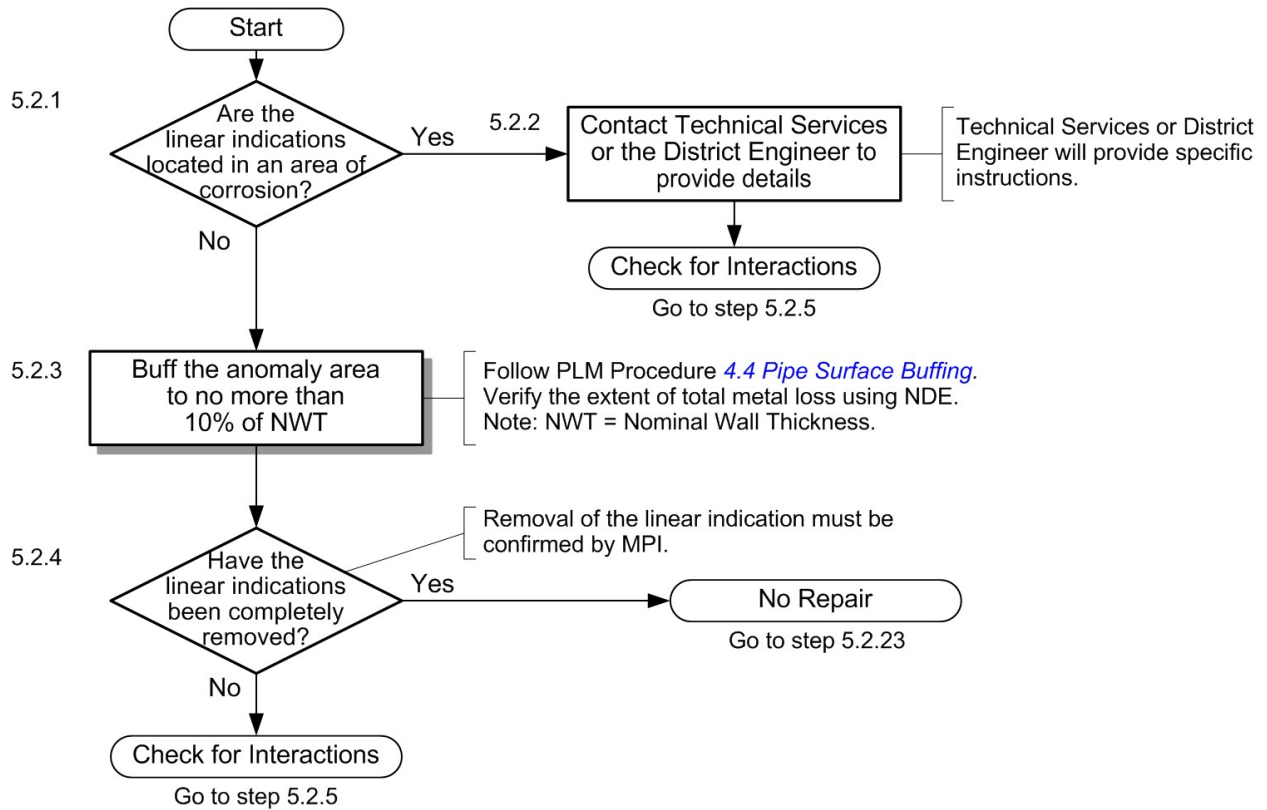 Start
5.2.1
Are the
linear indications
located in an area of
corrosion?
Yes
No
5.2.2
Contact Technical Services
or the District Engineer to
provide details
Technical Services or District
Engineer will provide specific
instructions.
Check for Interactions
Go to step 5.2.5
5.2.3
Buff the anomaly area
to no more than
10% of NWT
Follow PLM Procedure 4.4 Pipe Surface Buffing.
Verify the extent of total metal loss using NDE.
Note: NWT = Nominal Wall Thickness.
5.2.4
Have the
linear indications
been completely
removed?
Removal of the linear indication must be
confirmed by MPI.
Yes
No Repair
Go to step 5.2.23
No
Check for Interactions
Go to step 5.2.5